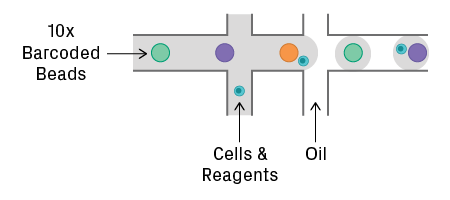 10x
Barcoded
Beads
Cells &
Reagents
Oil